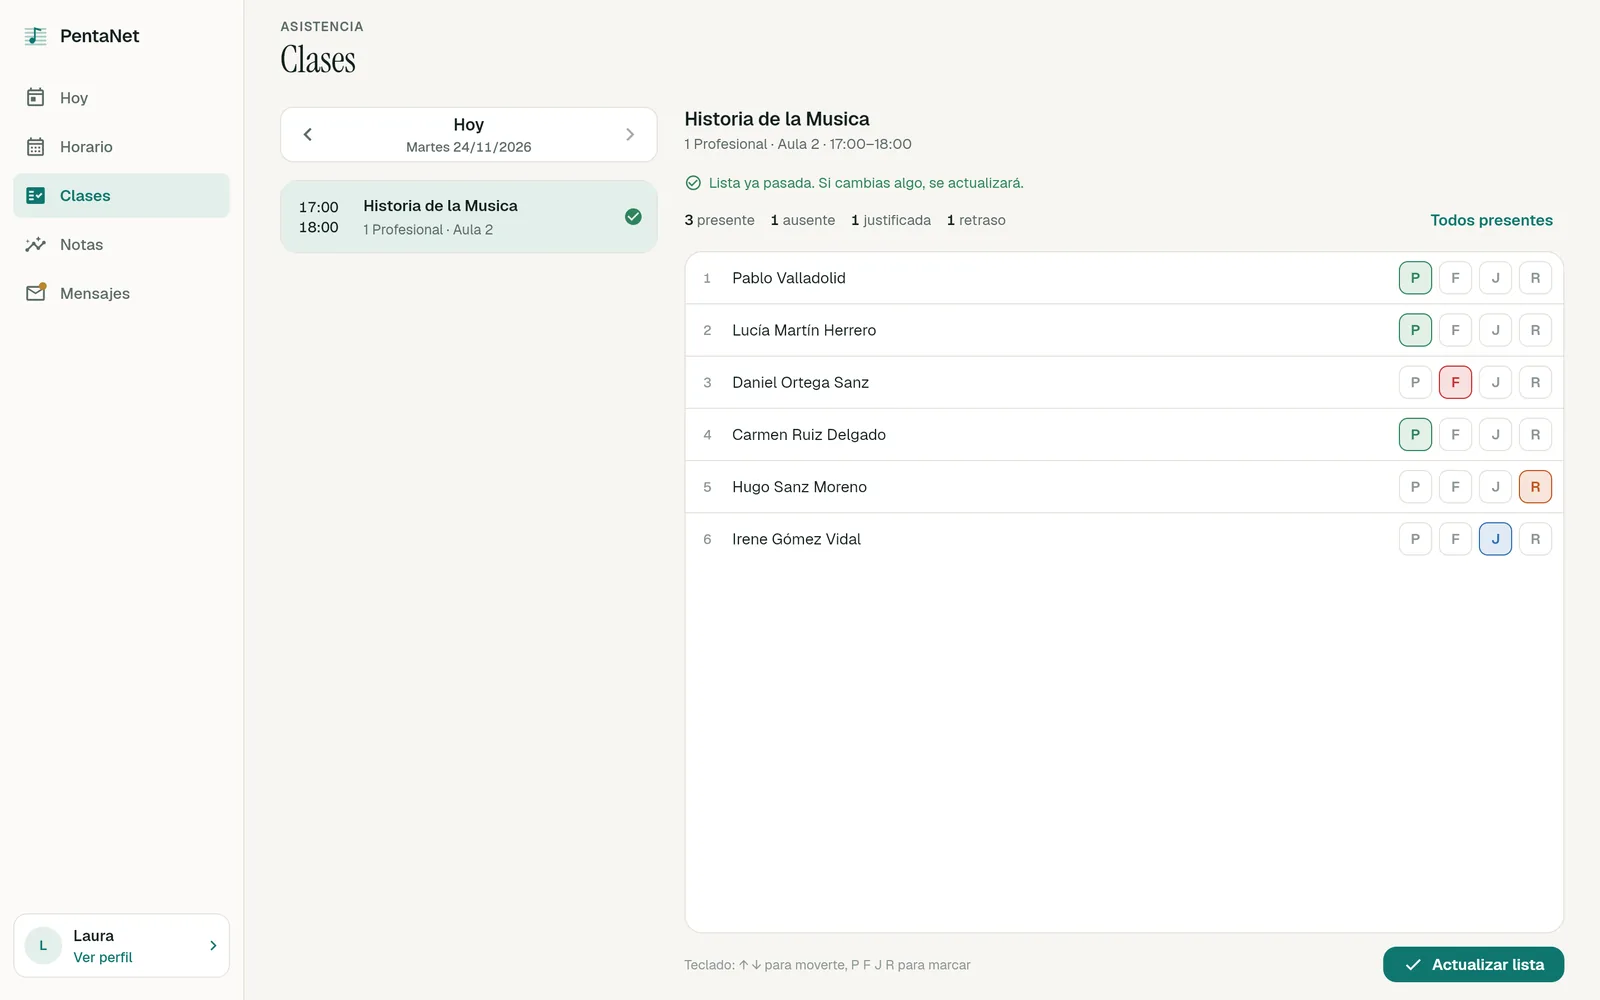 PentaNet
Hoy
Horario
Clases
Notas
Mensajes
L
Laura
Ver perfil
ASISTENCIA
Clases
Hoy
Martes 24/11/2026
17:00
18:00
Historia de la Musica
1 Profesional · Aula 2
Historia de la Musica
1 Profesional · Aula 2 · 17:00–18:00
Lista ya pasada. Si cambias algo, se actualizará.
3 presente 1 ausente 1 justificada 1 retraso
Todos presentes
1 Pablo Valladolid P F J R
2 Lucía Martín Herrero P F J R
3 Daniel Ortega Sanz P F J R
4 Carmen Ruiz Delgado P F J R
5 Hugo Sanz Moreno P F J R
6 Irene Gómez Vidal P F J R
Teclado: ↑ ↓ para moverte, P F J R para marcar
Actualizar lista